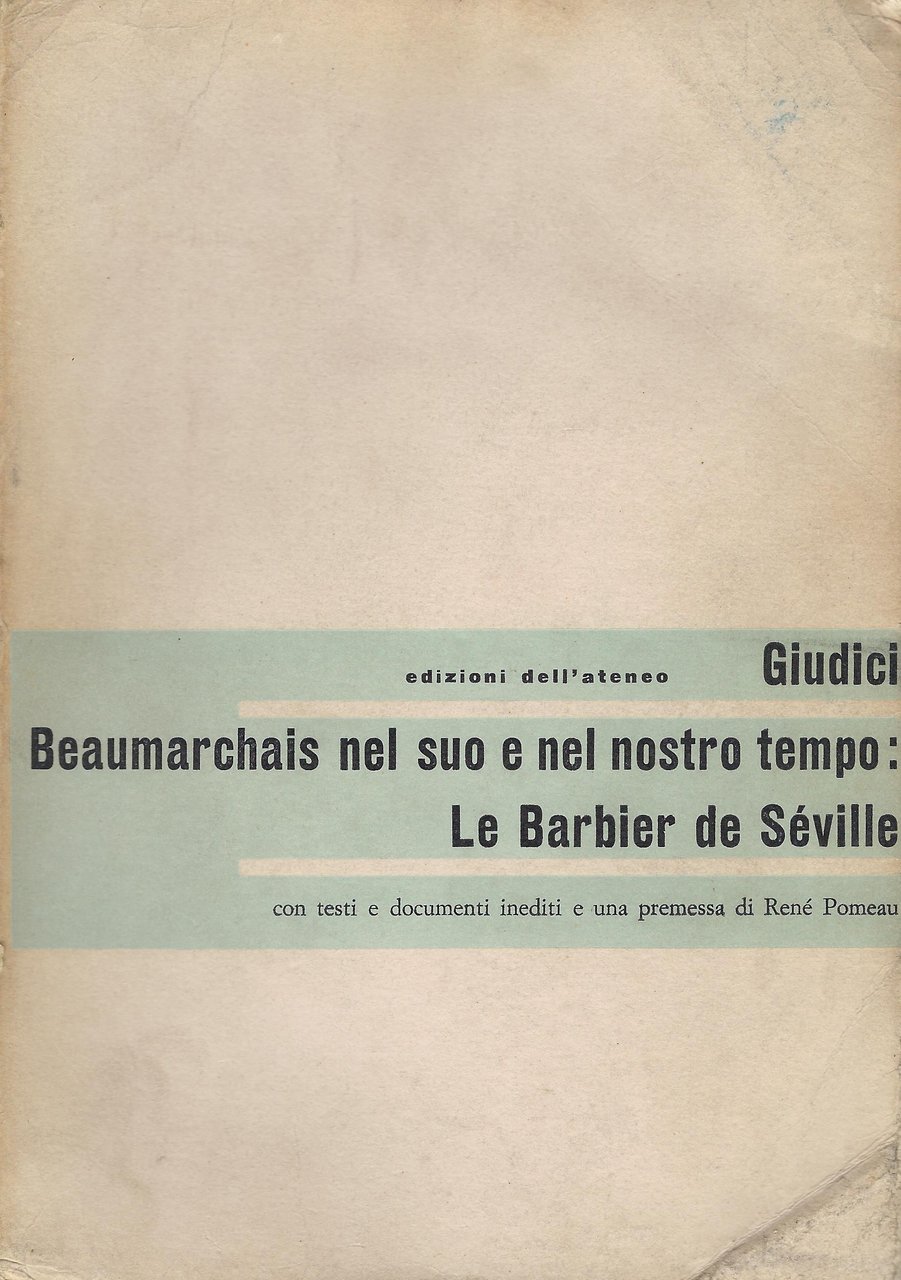 edizioni dell'ateneo Giudici
Beaumarchais nel suo e nel nostro tempo:
Le Barbier de Séville
con testi e documenti inediti e una premessa di René Pomeau